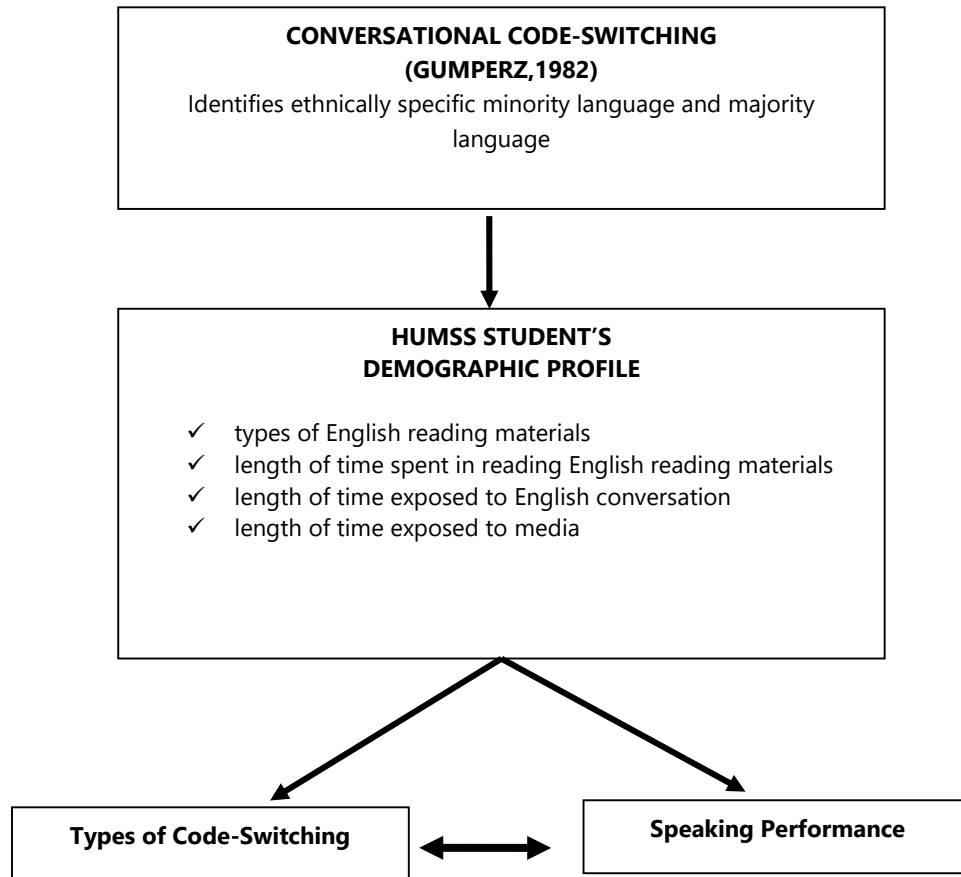 CONVERSATIONAL CODE-SWITCHING
(GUMPERZ,1982)
Identifies ethnically specific minority language and majority
language
HUMSS STUDENT’S
DEMOGRAPHIC PROFILE
✓ types of English reading materials
✓ length of time spent in reading English reading materials
✓ length of time exposed to English conversation
✓ length of time exposed to media
Types of Code-Switching
Speaking Performance